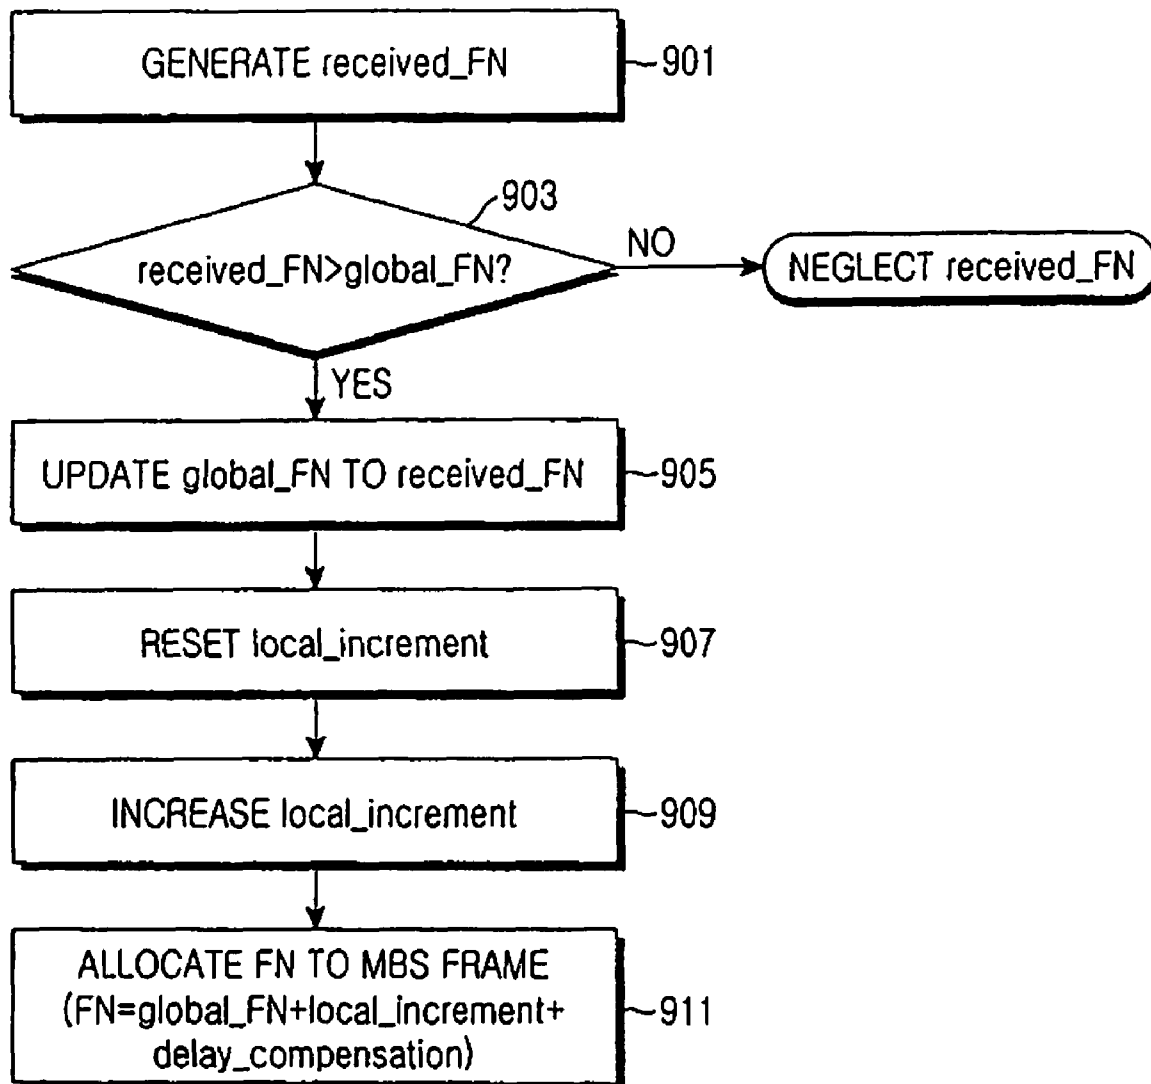 GENERATE received_FN
901
903
received_FN>global_FN?
NO
NEGLECT received_FN
YES
UPDATE global_FN TO received_FN
905
RESET local_increment
907
INCREASE local_increment
909
ALLOCATE FN TO MBS FRAME
(FN=global_FN+local_increment+
delay_compensation)
911